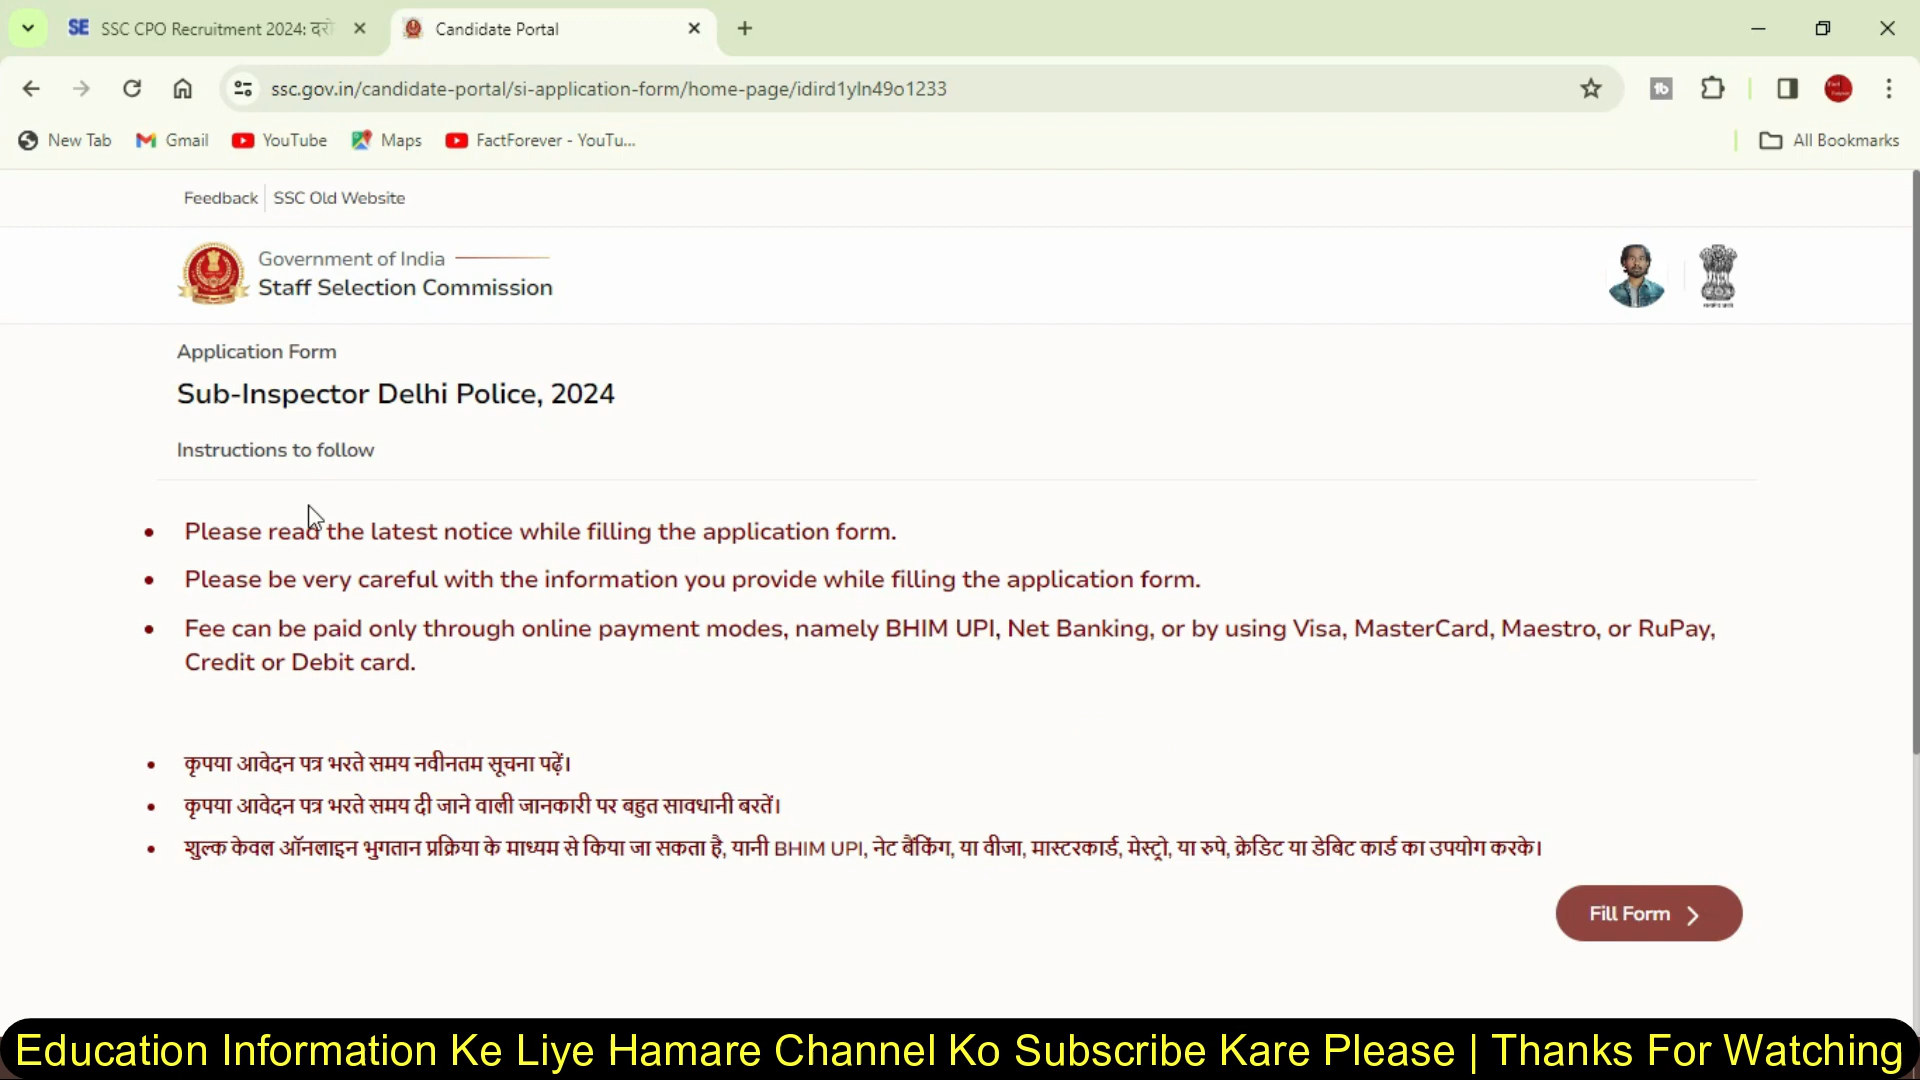 SSC CPO Recruitment 2024: दरो
Candidate Portal
ssc.gov.in/candidate-portal/si-application-form/home-page/idird1yln49o1233
New Tab
Gmail
YouTube
Maps
FactForever - YouTu...
All Bookmarks
Feedback
SSC Old Website
Government of India
Staff Selection Commission
Application Form
Sub-Inspector Delhi Police, 2024
Instructions to follow
• Please read the latest notice while filling the application form.
• Please be very careful with the information you provide while filling the application form.
• Fee can be paid only through online payment modes, namely BHIM UPI, Net Banking, or by using Visa, MasterCard, Maestro, or RuPay,
Credit or Debit card.
• कृपया आवेदन पत्र भरते समय नवीनतम सूचना पढ़ें।
• कृपया आवेदन पत्र भरते समय दी जाने वाली जानकारी पर बहुत सावधानी बरतें।
• शुल्क केवल ऑनलाइन भुगतान प्रक्रिया के माध्यम से किया जा सकता है, यानी BHIM UPI, नेट बैंकिंग, या वीजा, मास्टरकार्ड, मेस्ट्रो, या रुपे, क्रेडिट या डेबिट कार्ड का उपयोग करके।
Fill Form
Education Information Ke Liye Hamare Channel Ko Subscribe Kare Please | Thanks For Watching